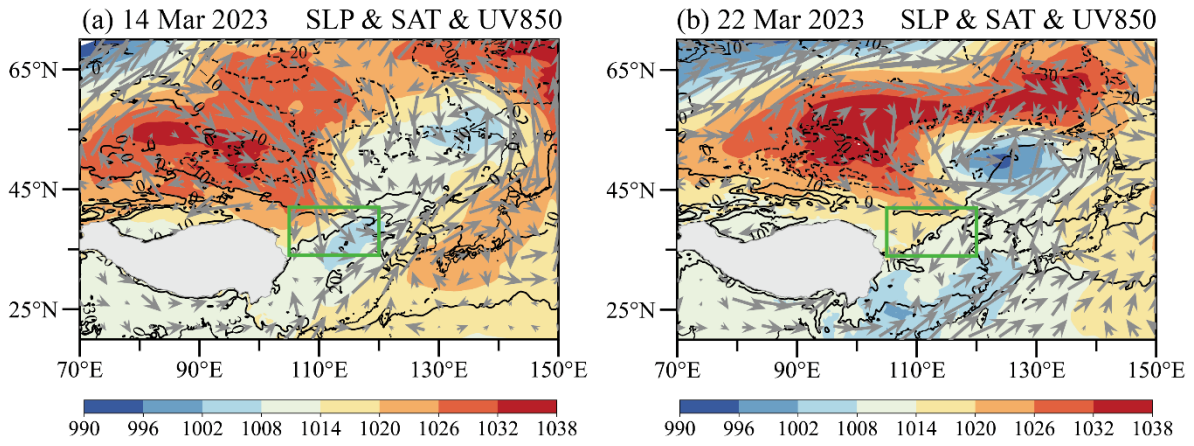 (a) 14 Mar 2023 SLP & SAT & UV850
(b) 22 Mar 2023 SLP & SAT & UV850
65°N
45°N
25°N
70°E 90°E 110°E 130°E 150°E
990 996 1002 1008 1014 1020 1026 1032 1038
65°N
45°N
25°N
70°E 90°E 110°E 130°E 150°E
990 996 1002 1008 1014 1020 1026 1032 1038